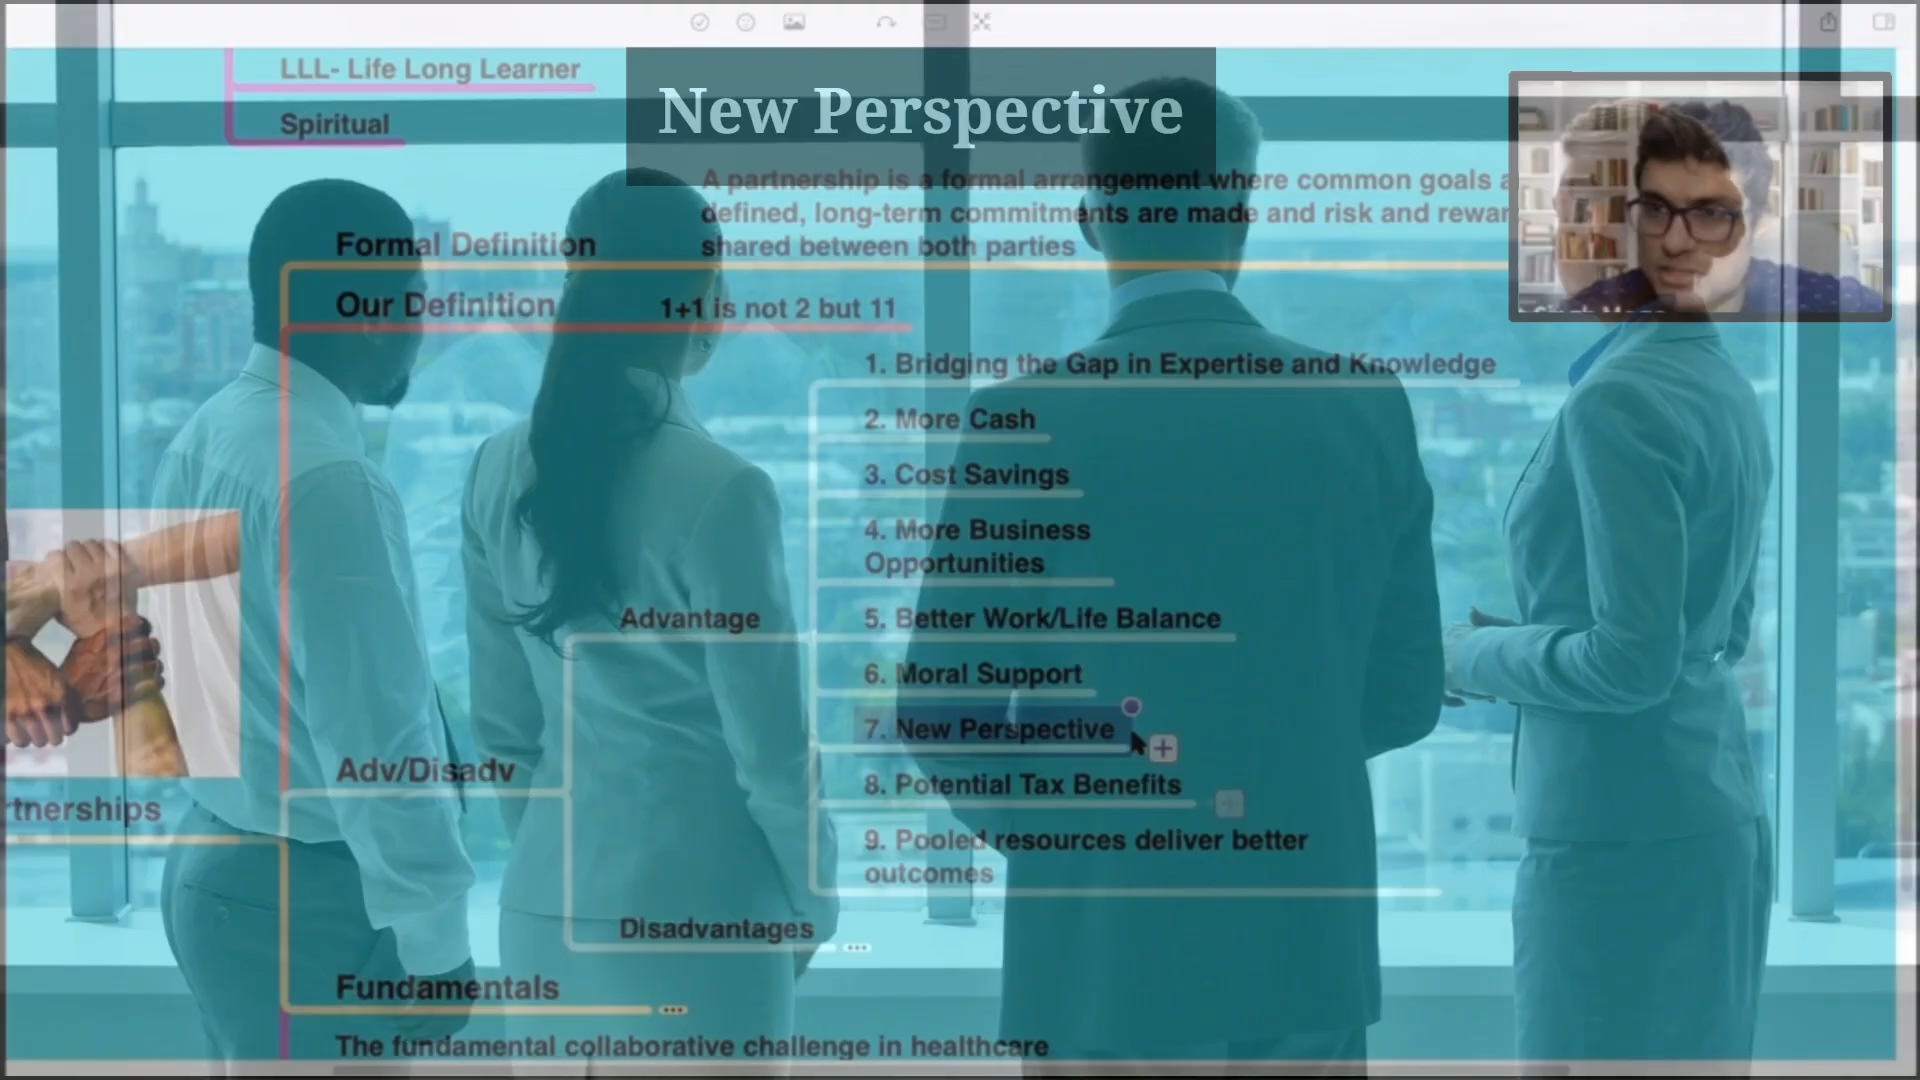 LLL- Life Long Learner
Spiritual
New Perspective
A partnership is a formal arrangement where common goals
defined, long-term commitments are made and risk and
shared between both parties
Formal Definition
Our Definition
1+1 is not 2 but 11
1. Bridging the Gap in Expertise and Knowledge
2. More Cash
3. Cost Savings
4. More Business
Opportunities
Advantage
5. Better Work/Life Balance
6. Moral Support
7. New Perspective
8. Potential Tax Benefits
9. Pooled resources deliver better
outcomes
Adv/Disadv
rtnerships
Disadvantages
Fundamentals
The fundamental collaborative challenge in healthcare